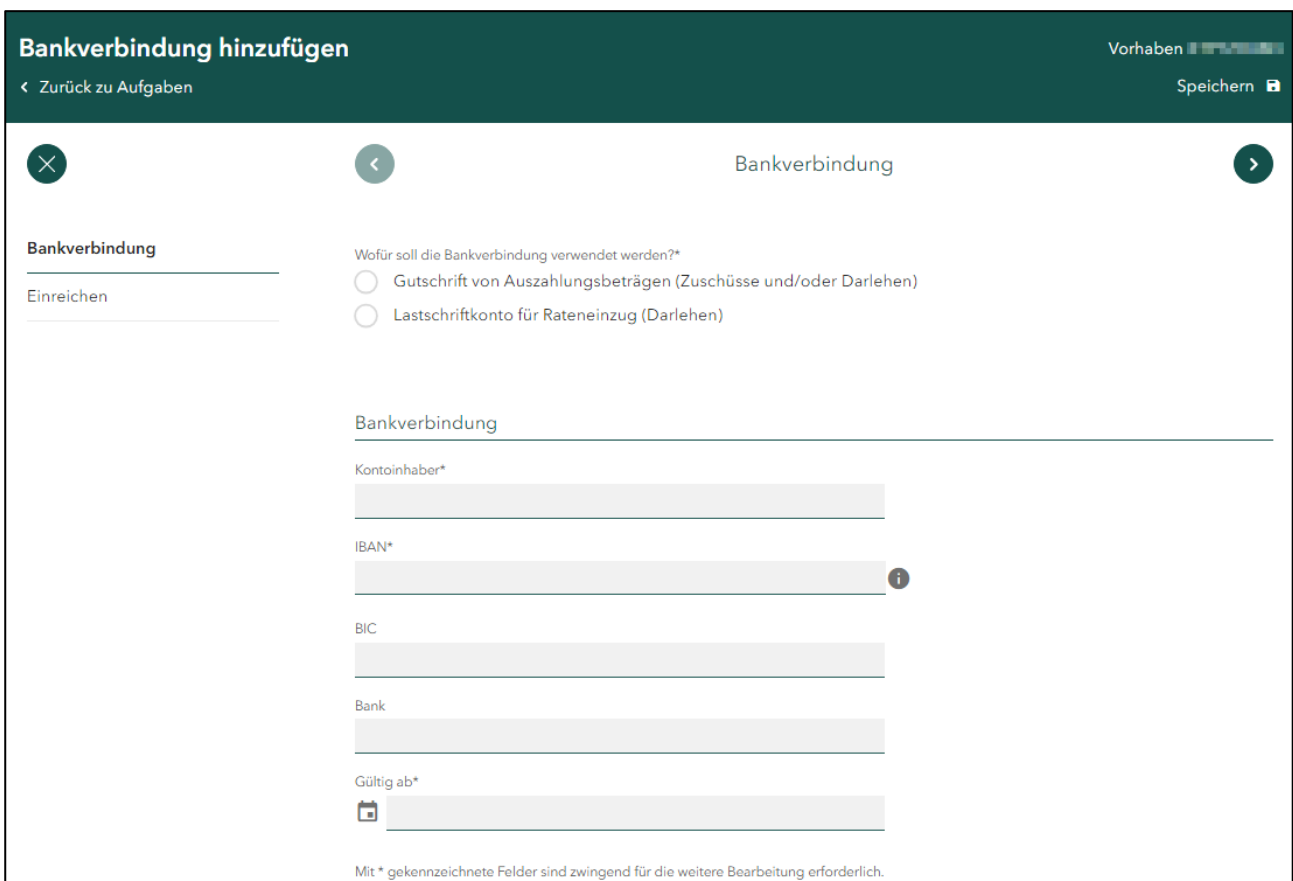 Bankverbindung hinzufügen
Vorhaben
Zurück zu Aufgaben
Speichern
Bankverbindung
Bankverbindung
Einreichen
Wofür soll die Bankverbindung verwendet werden?*
Gutschrift von Auszahlungsbeträgen (Zuschüsse und/oder Darlehen)
Lastschriftkonto für Rateneinzug (Darlehen)
Bankverbindung
Kontoinhaber*
IBAN*
BIC
Bank
Gültig ab*
Mit * gekennzeichnete Felder sind zwingend für die weitere Bearbeitung erforderlich.